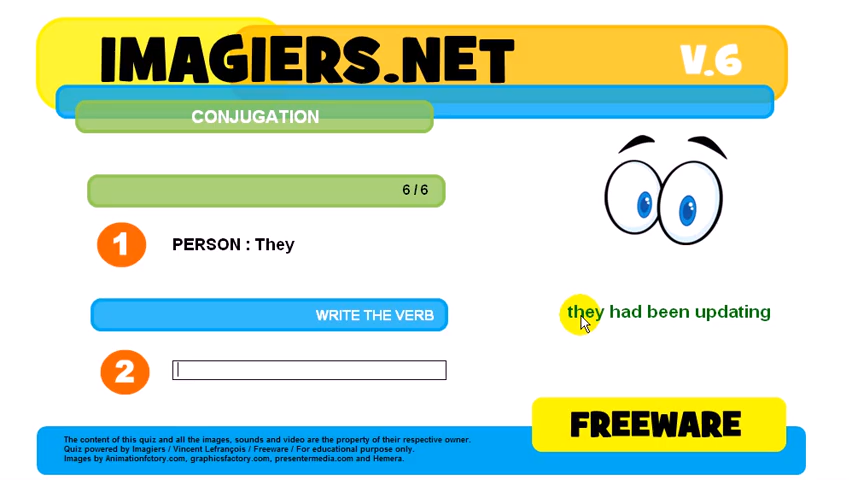 IMAGIERS.NET
V.6
CONJUGATION
6 / 6
1
PERSON : They
WRITE THE VERB
they had been updating
2
FREEWARE
The content of this quiz and all the images, sounds and video are the property of their respective owner.
Quiz powered by Imagiers / Vincent Lefrançois / Freeware / For educational purpose only.
Images by Animationfctory.com, graphicsfactory.com, presentermedia.com and Hemera.